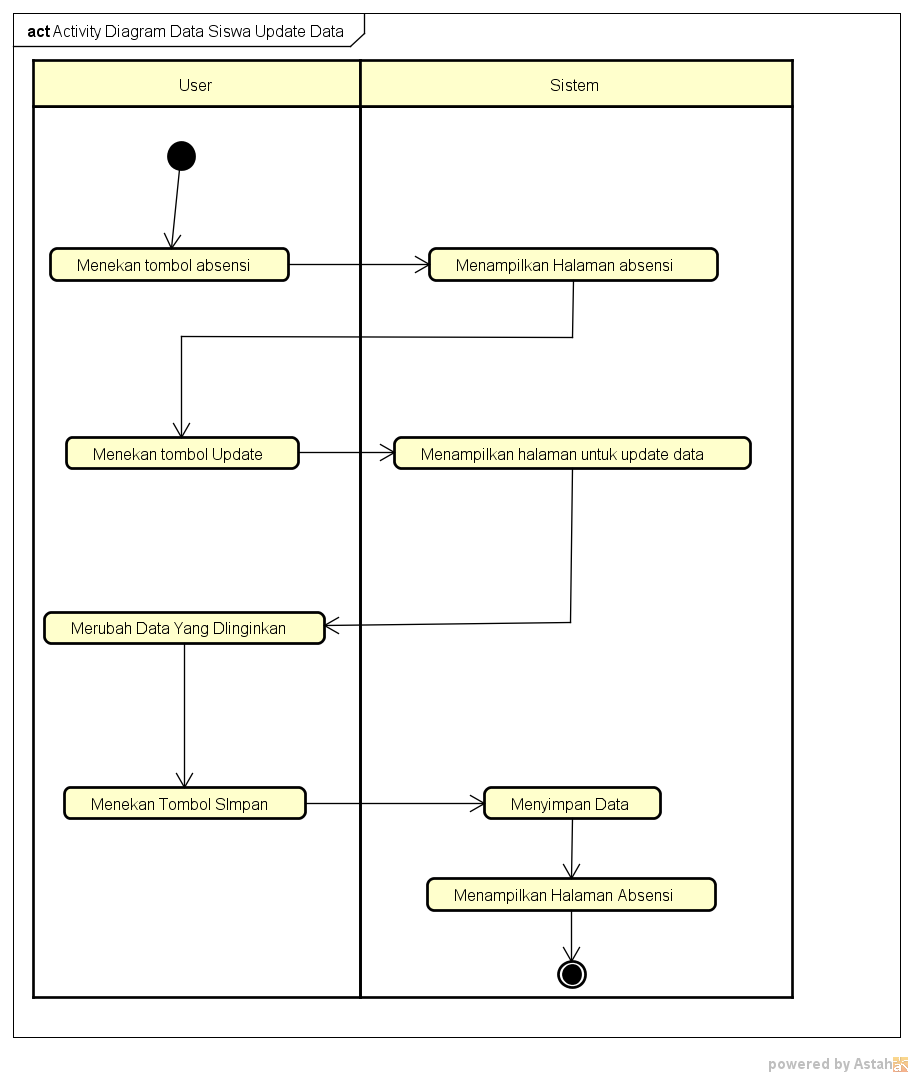 act Activity Diagram Data Siswa Update Data
User
Sistem
Menekan tombol absensi
Menampilkan Halaman absensi
Menekan tombol Update
Menampilkan halaman untuk update data
Merubah Data Yang DIinginkan
Menekan Tombol SImpan
Menyimpan Data
Menampilkan Halaman Absensi
powered by Astah